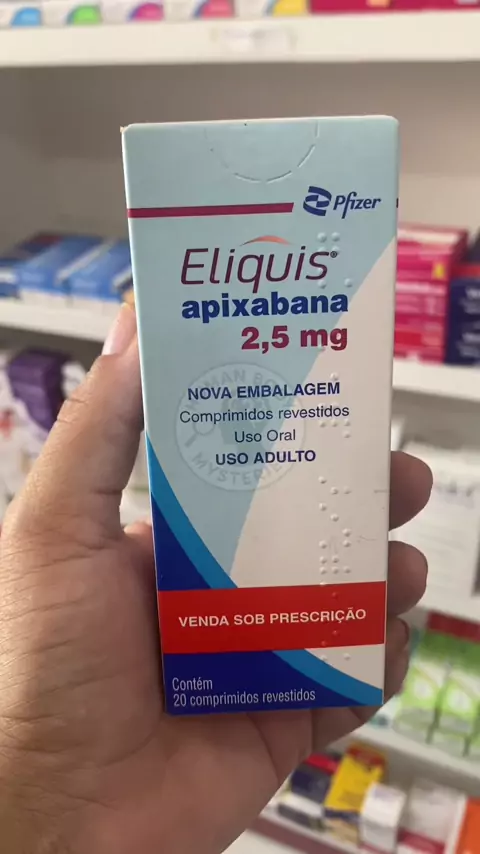 Pfizer
Eliquis®
apixabana
2,5 mg
NOVA EMBALAGEM
Comprimidos revestidos
Uso Oral
USO ADULTO
VENDA SOB PRESCRIÇÃO
Contém
20 comprimidos revestidos